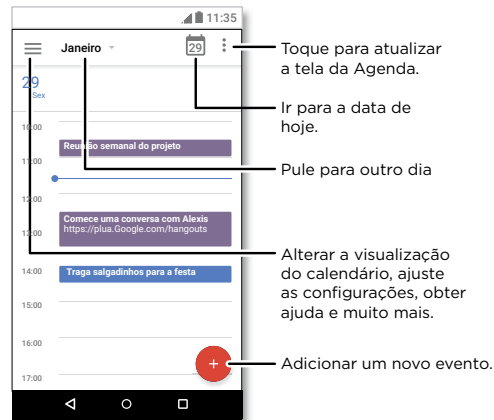 11:35
Janeiro
29
29
Sex
10:00
Reunião semanal do projeto
11:00
12:00
Comece uma conversa com Alexis
https://plua.Google.com/hangouts
13:00
14:00
Traga salgadinhos para a festa
15:00
16:00
17:00
+
Toque para atualizar
a tela da Agenda.
Ir para a data de
hoje.
Pule para outro dia
Alterar a visualização
do calendário, ajuste
as configurações, obter
ajuda e muito mais.
Adicionar um novo evento.